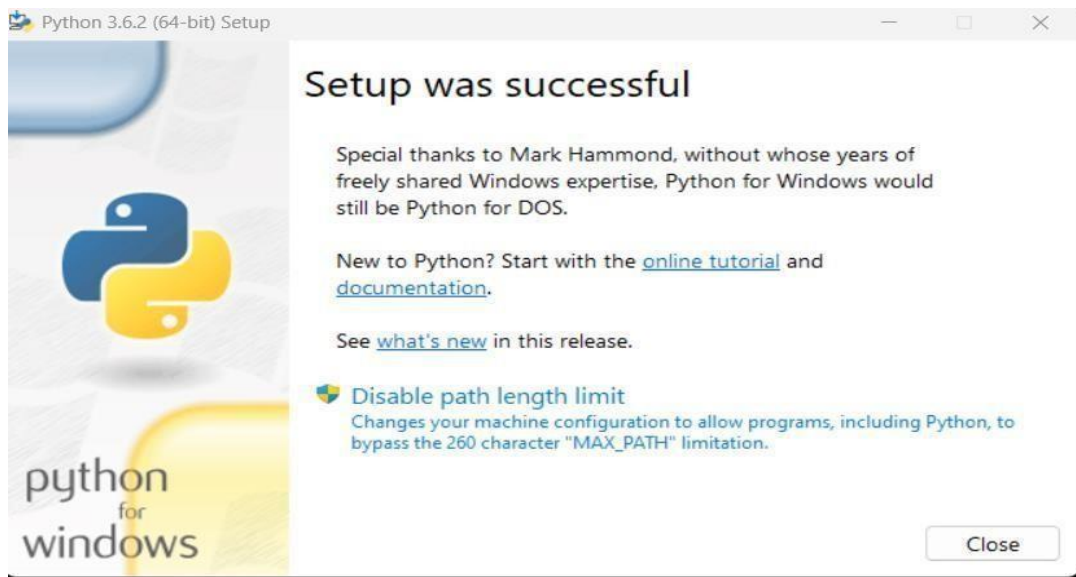 Python 3.6.2 (64-bit) Setup
Setup was successful
Special thanks to Mark Hammond, without whose years of
freely shared Windows expertise, Python for Windows would
still be Python for DOS.
New to Python? Start with the online tutorial and
documentation.
See what's new in this release.
Disable path length limit
Changes your machine configuration to allow programs, including Python, to
bypass the 260 character "MAX_PATH" limitation.
python
for
windows
Close